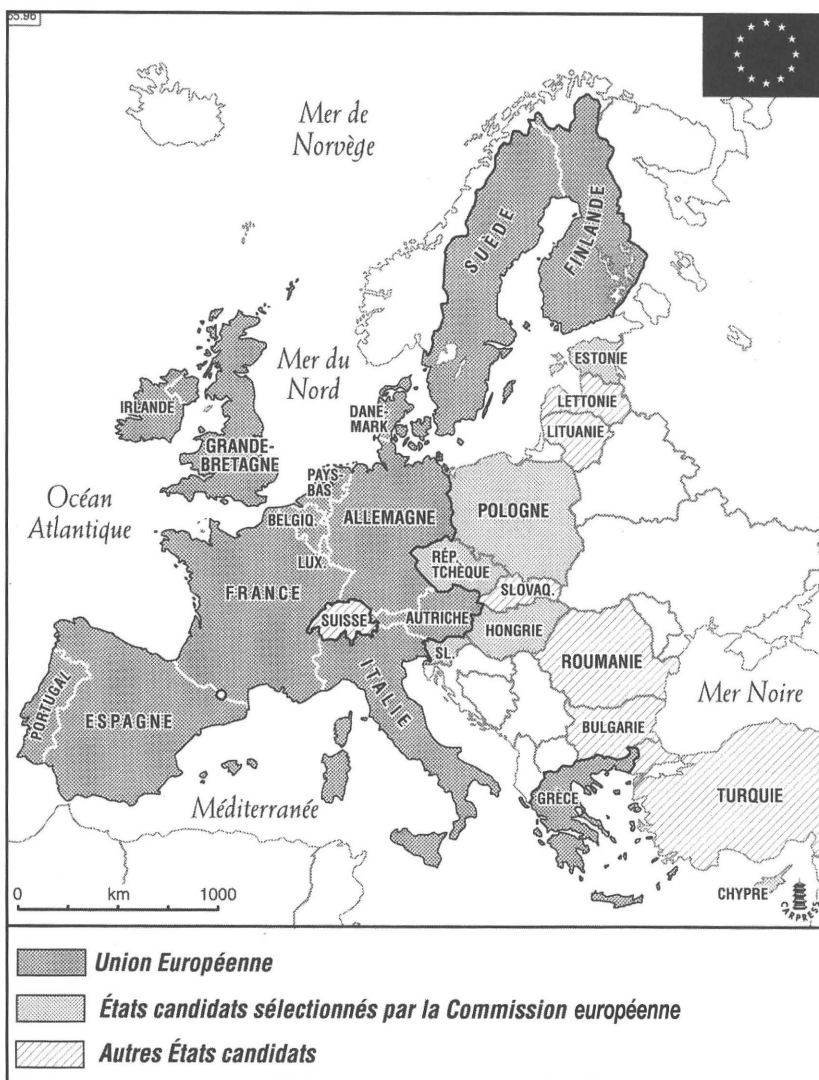 55.96
Mer de
Norvège
SUÈDE
FINLANDE
ESTONIE
Mer du
Nord
LETTONIE
LITUANIE
IRLANDE
DANE-
MARK
GRANDE-
BRETAGNE
PAYS-
BAS
Océan
Atlantique
BELGIQ.
ALLEMAGNE
POLOGNE
LUX.
RÉP.
TCHÈQUE
SLOVAQ.
FRANCE
SUISSE
AUTRICHE
HONGRIE
SL.
ROUMANIE
ITALIE
Mer Noire
PORTUGAL
ESPAGNE
BULGARIE
GRÈCE
TURQUIE
Méditerranée
CHYPRE
CARPRESS
0 km 1000
Union Européenne
États candidats sélectionnés par la Commission européenne
Autres États candidats